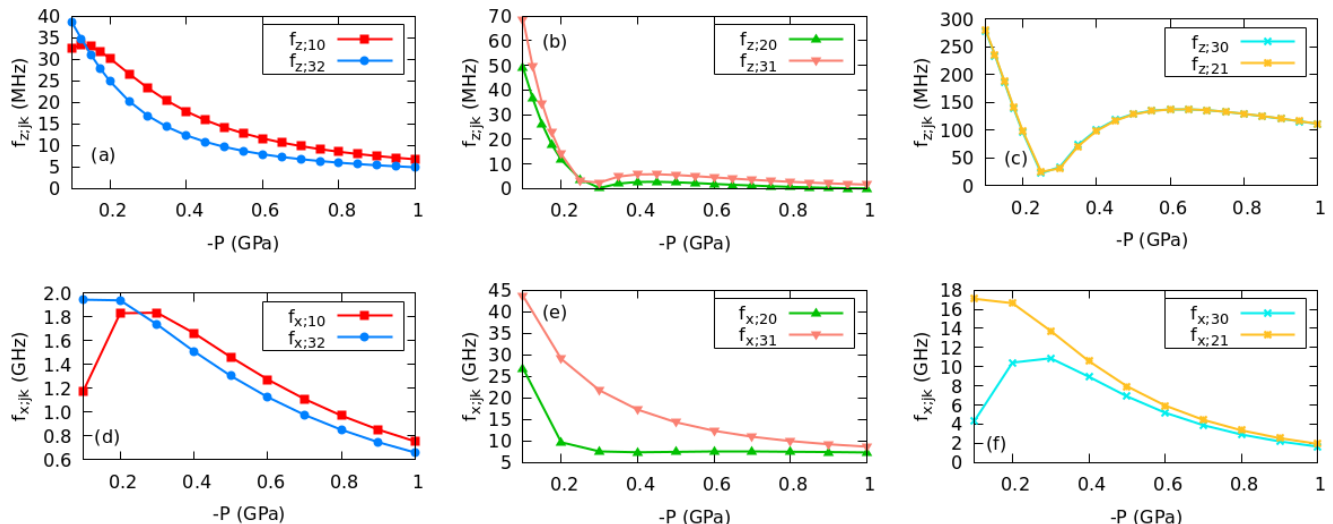 40
35
30
25
20
15
10
5
0
f_z;jk (MHz)
f_z;10
f_z;32
(a)
0.2 0.4 0.6 0.8 1
-P (GPa)
70
60
50
40
30
20
10
0
f_z;jk (MHz)
(b)
f_z;20
f_z;31
0.2 0.4 0.6 0.8 1
-P (GPa)
300
250
200
150
100
50
0
f_z;jk (MHz)
f_z;30
f_z;21
(c)
0.2 0.4 0.6 0.8 1
-P (GPa)
2.0
1.8
1.6
1.4
1.2
1.0
0.8
0.6
f_x;jk (GHz)
f_x;10
f_x;32
(d)
0.2 0.4 0.6 0.8 1
-P (GPa)
45
40
35
30
25
20
15
10
5
f_x;jk (GHz)
(e)
f_x;20
f_x;31
0.2 0.4 0.6 0.8 1
-P (GPa)
18
16
14
12
10
8
6
4
2
0
f_x;jk (GHz)
f_x;30
f_x;21
(f)
0.2 0.4 0.6 0.8 1
-P (GPa)